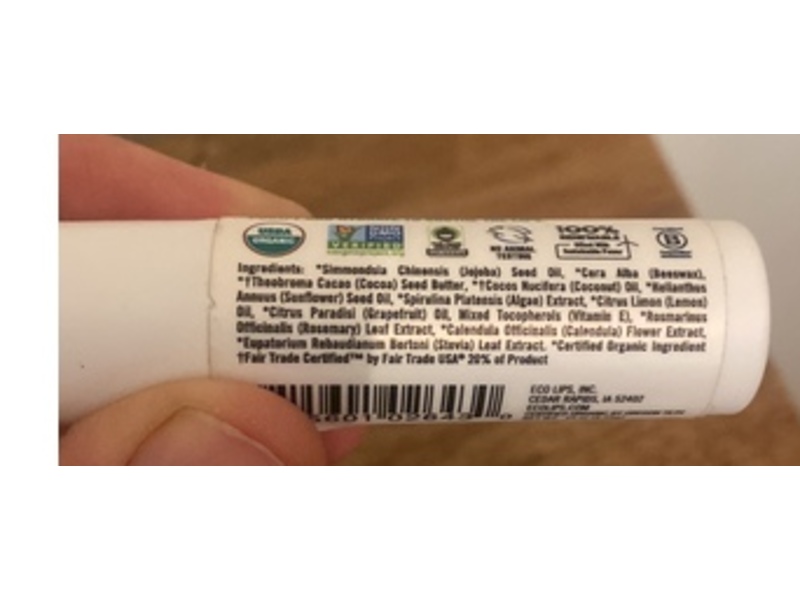 USDA
ORGANIC
VERIFIED
NO ANIMAL
TESTING
100%
B
Ingredients: *Simmondsia Chinensis (Jojoba) Seed Oil, *Cera Alba (Beeswax),
*†Theobroma Cacao (Cocoa) Seed Butter, *†Cocos Nucifera (Coconut) Oil, *Helianthus
Annuus (Sunflower) Seed Oil, *Spirulina Platensis (Algae) Extract, *Citrus Limon (Lemon)
Oil, *Citrus Paradisi (Grapefruit) Oil, Mixed Tocopherols (Vitamin E), *Rosmarinus
Officinalis (Rosemary) Leaf Extract, *Calendula Officinalis (Calendula) Flower Extract,
*Eupatorium Rebaudianum Bertoni (Stevia) Leaf Extract. *Certified Organic Ingredient
†Fair Trade Certified™ by Fair Trade USA® 20% of Product
ECO LIPS, INC.
CEDAR RAPIDS, IA 52402
ECOLIPS.COM